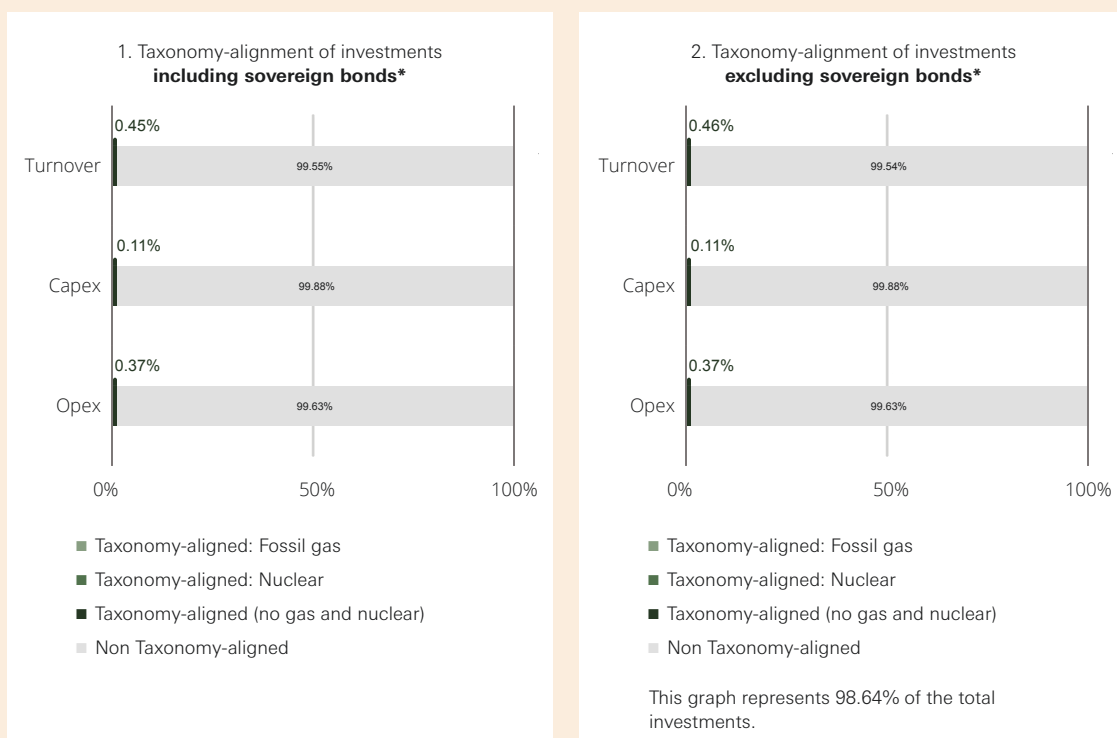 1. Taxonomy-alignment of investments
including sovereign bonds*
0.45%
Turnover
99.55%
0.11%
Capex
99.88%
0.37%
Opex
99.63%
0%
50%
100%
Taxonomy-aligned: Fossil gas
Taxonomy-aligned: Nuclear
Taxonomy-aligned (no gas and nuclear)
Non Taxonomy-aligned
2. Taxonomy-alignment of investments
excluding sovereign bonds*
0.46%
Turnover
99.54%
0.11%
Capex
99.88%
0.37%
Opex
99.63%
0%
50%
100%
Taxonomy-aligned: Fossil gas
Taxonomy-aligned: Nuclear
Taxonomy-aligned (no gas and nuclear)
Non Taxonomy-aligned
This graph represents 98.64% of the total
investments.